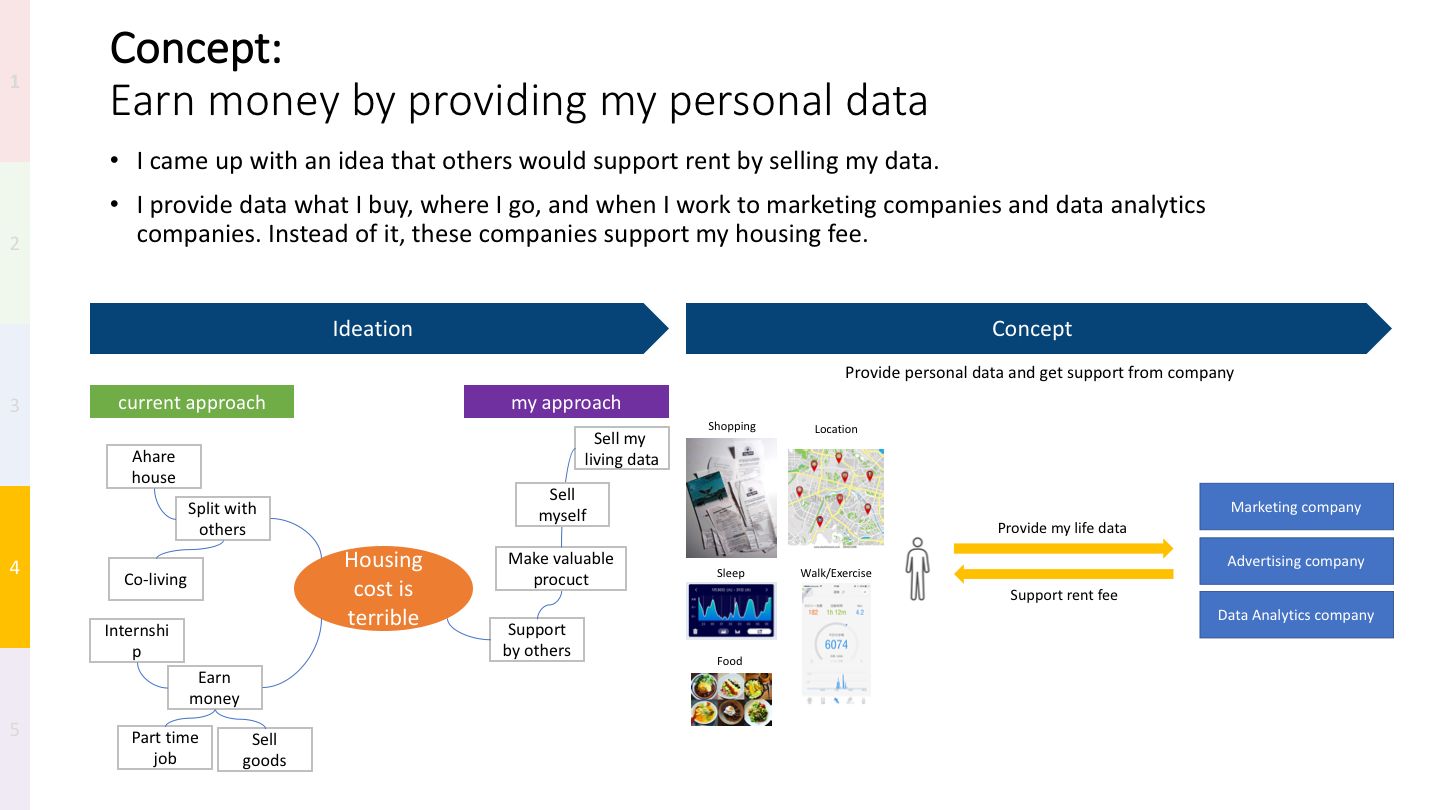 Concept:
Earn money by providing my personal data
• I came up with an idea that others would support rent by selling my data.
• I provide data what I buy, where I go, and when I work to marketing companies and data analytics
companies. Instead of it, these companies support my housing fee.
1
2
3
4
5
Ideation
Concept
current approach
my approach
Ahare
house
Split with
others
Co-living
Internshi
p
Earn
money
Part time
job
Sell
goods
Housing
cost is
terrible
Sell my
living data
Sell
myself
Make valuable
procuct
Support
by others
Provide personal data and get support from company
Shopping
Location
Sleep
Walk/Exercise
182
1h 12m
4.2
6074
Food
Provide my life data
Support rent fee
Marketing company
Advertising company
Data Analytics company